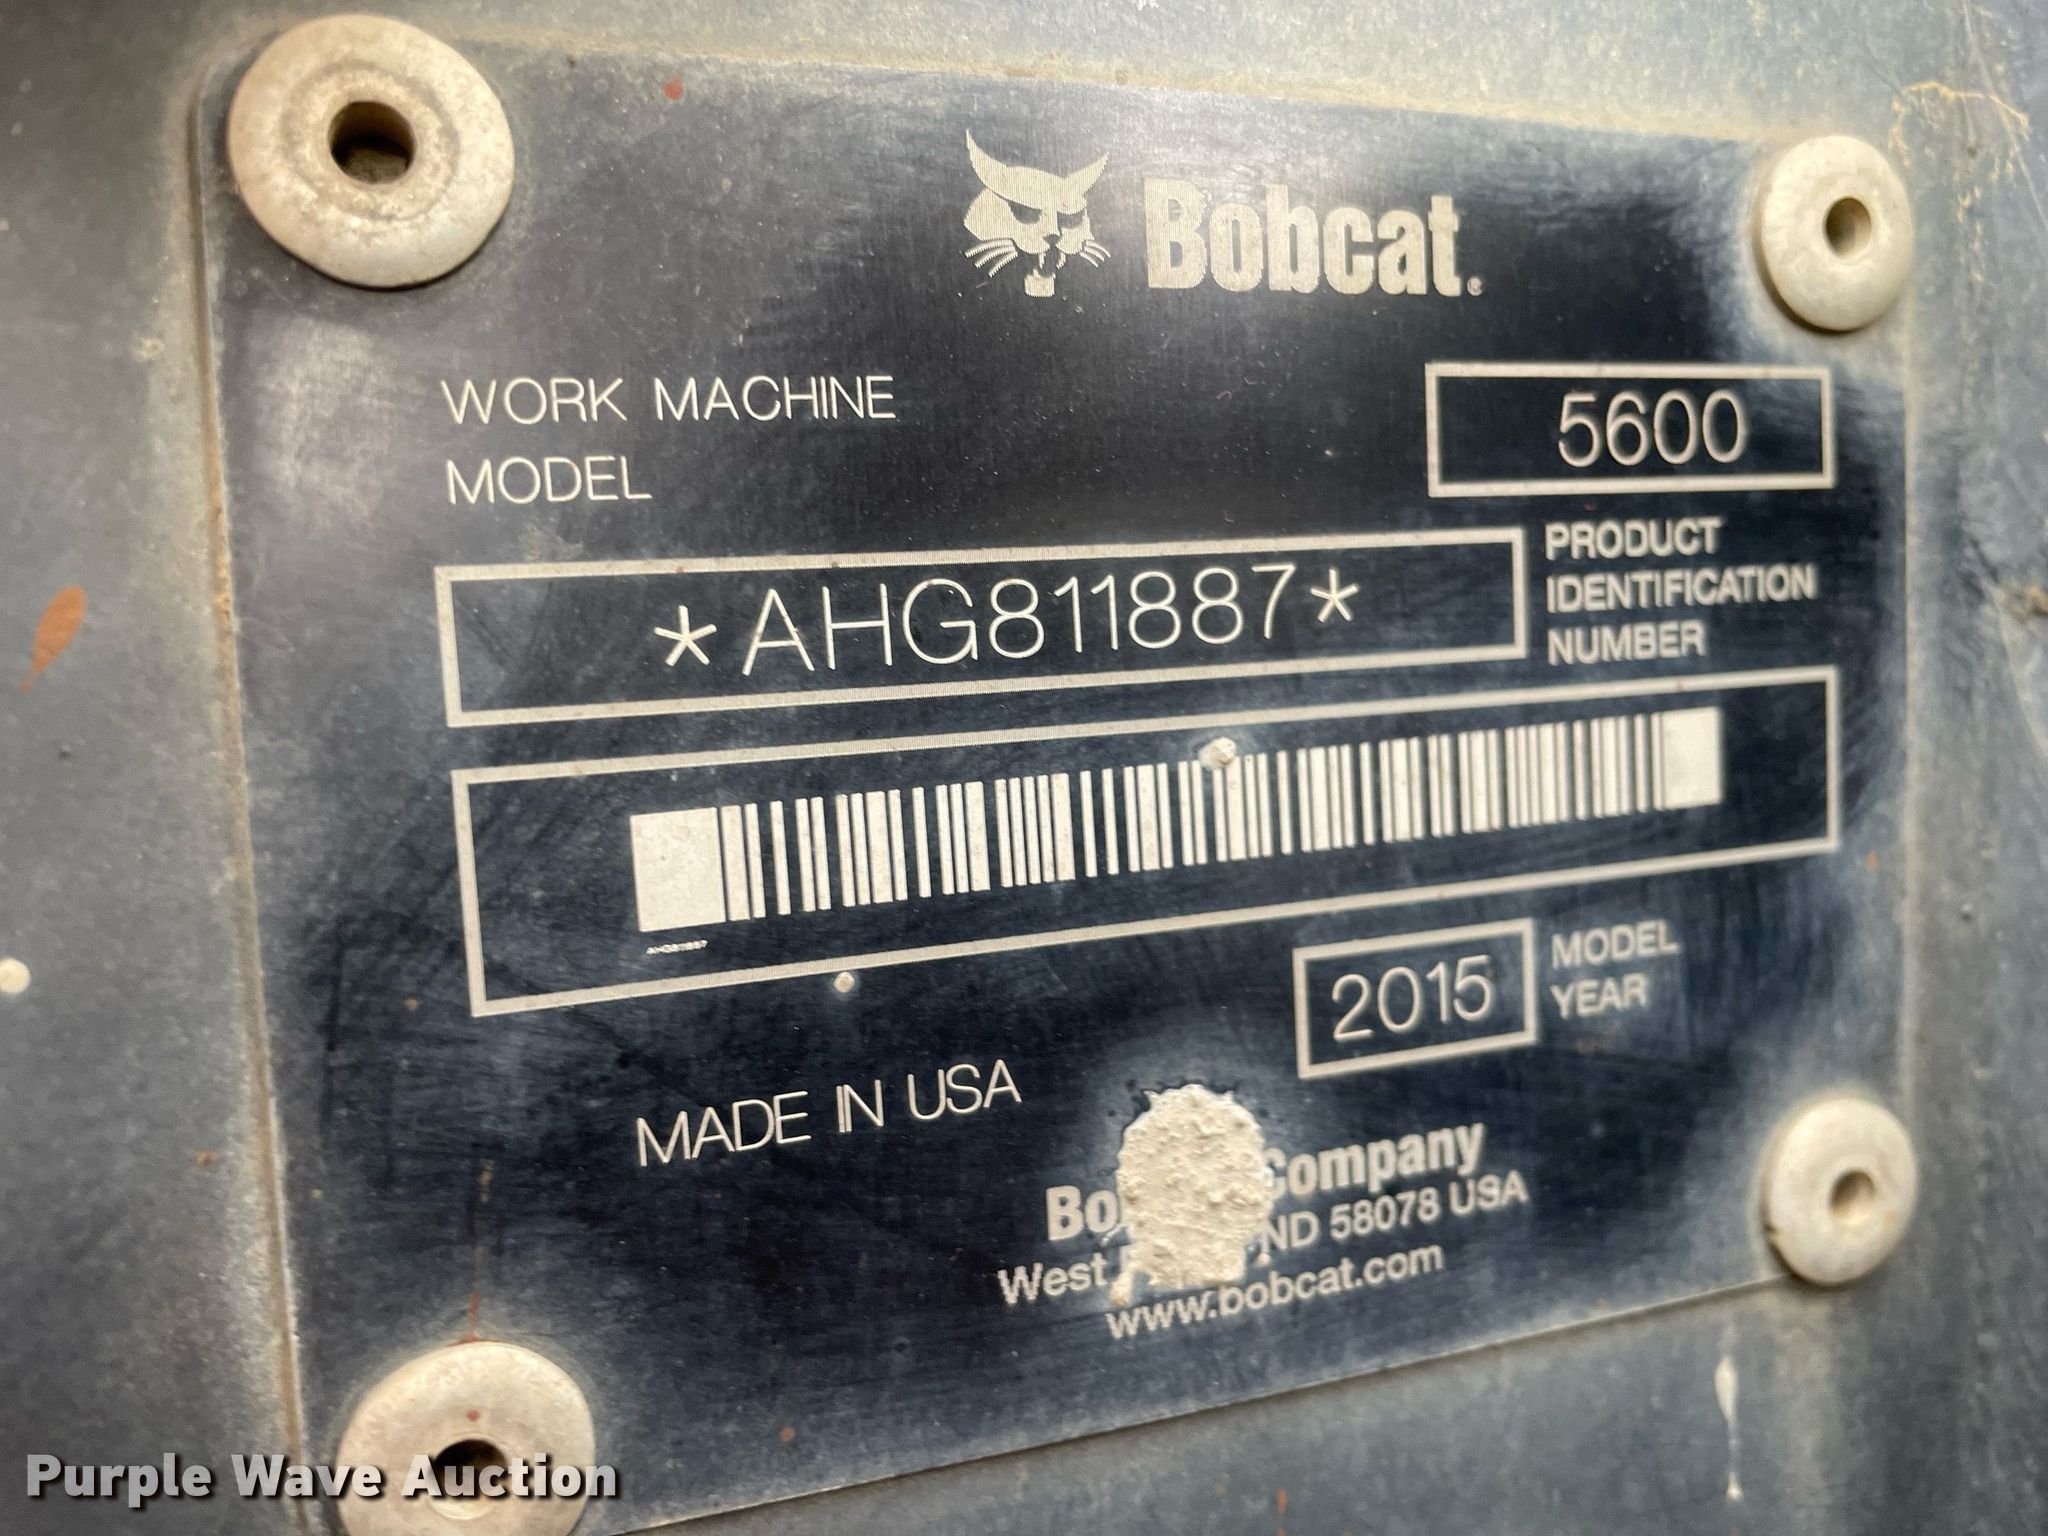 Bobcat®
WORK MACHINE
MODEL
5600
*AHG811887*
PRODUCT
IDENTIFICATION
NUMBER
2015
MODEL
YEAR
MADE IN USA
Company
West ND 58078 USA
www.bobcat.com
Purple Wave Auction